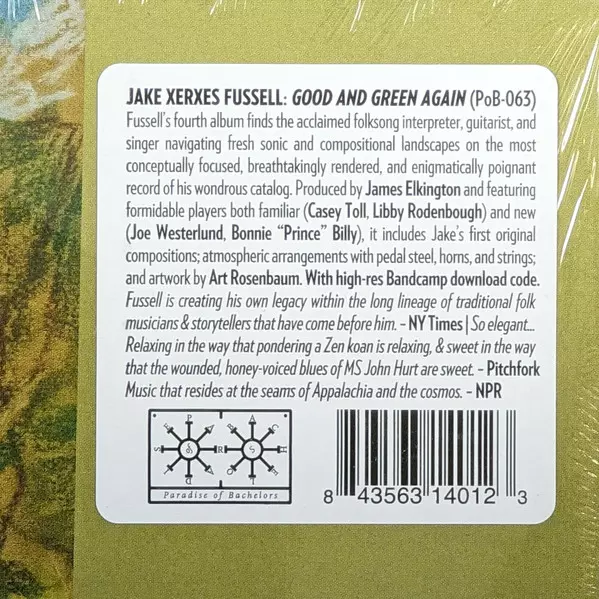 JAKE XERXES FUSSELL: GOOD AND GREEN AGAIN (PoB-063)
Fussell's fourth album finds the acclaimed folksong interpreter, guitarist, and
singer navigating fresh sonic and compositional landscapes on the most
conceptually focused, breathtakingly rendered, and enigmatically poignant
record of his wondrous catalog. Produced by James Elkington and featuring
formidable players both familiar (Casey Toll, Libby Rodenbough) and new
(Joe Westerlund, Bonnie "Prince" Billy), it includes Jake's first original
compositions; atmospheric arrangements with pedal steel, horns, and strings;
and artwork by Art Rosenbaum. With high-res Bandcamp download code.
Fussell is creating his own legacy within the long lineage of traditional folk
musicians & storytellers that have come before him. – NY Times | So elegant...
Relaxing in the way that pondering a Zen koan is relaxing, & sweet in the way
that the wounded, honey-voiced blues of MS John Hurt are sweet. – Pitchfork
Music that resides at the seams of Appalachia and the cosmos. – NPR
Paradise of Bachelors
8 43563 14012 3